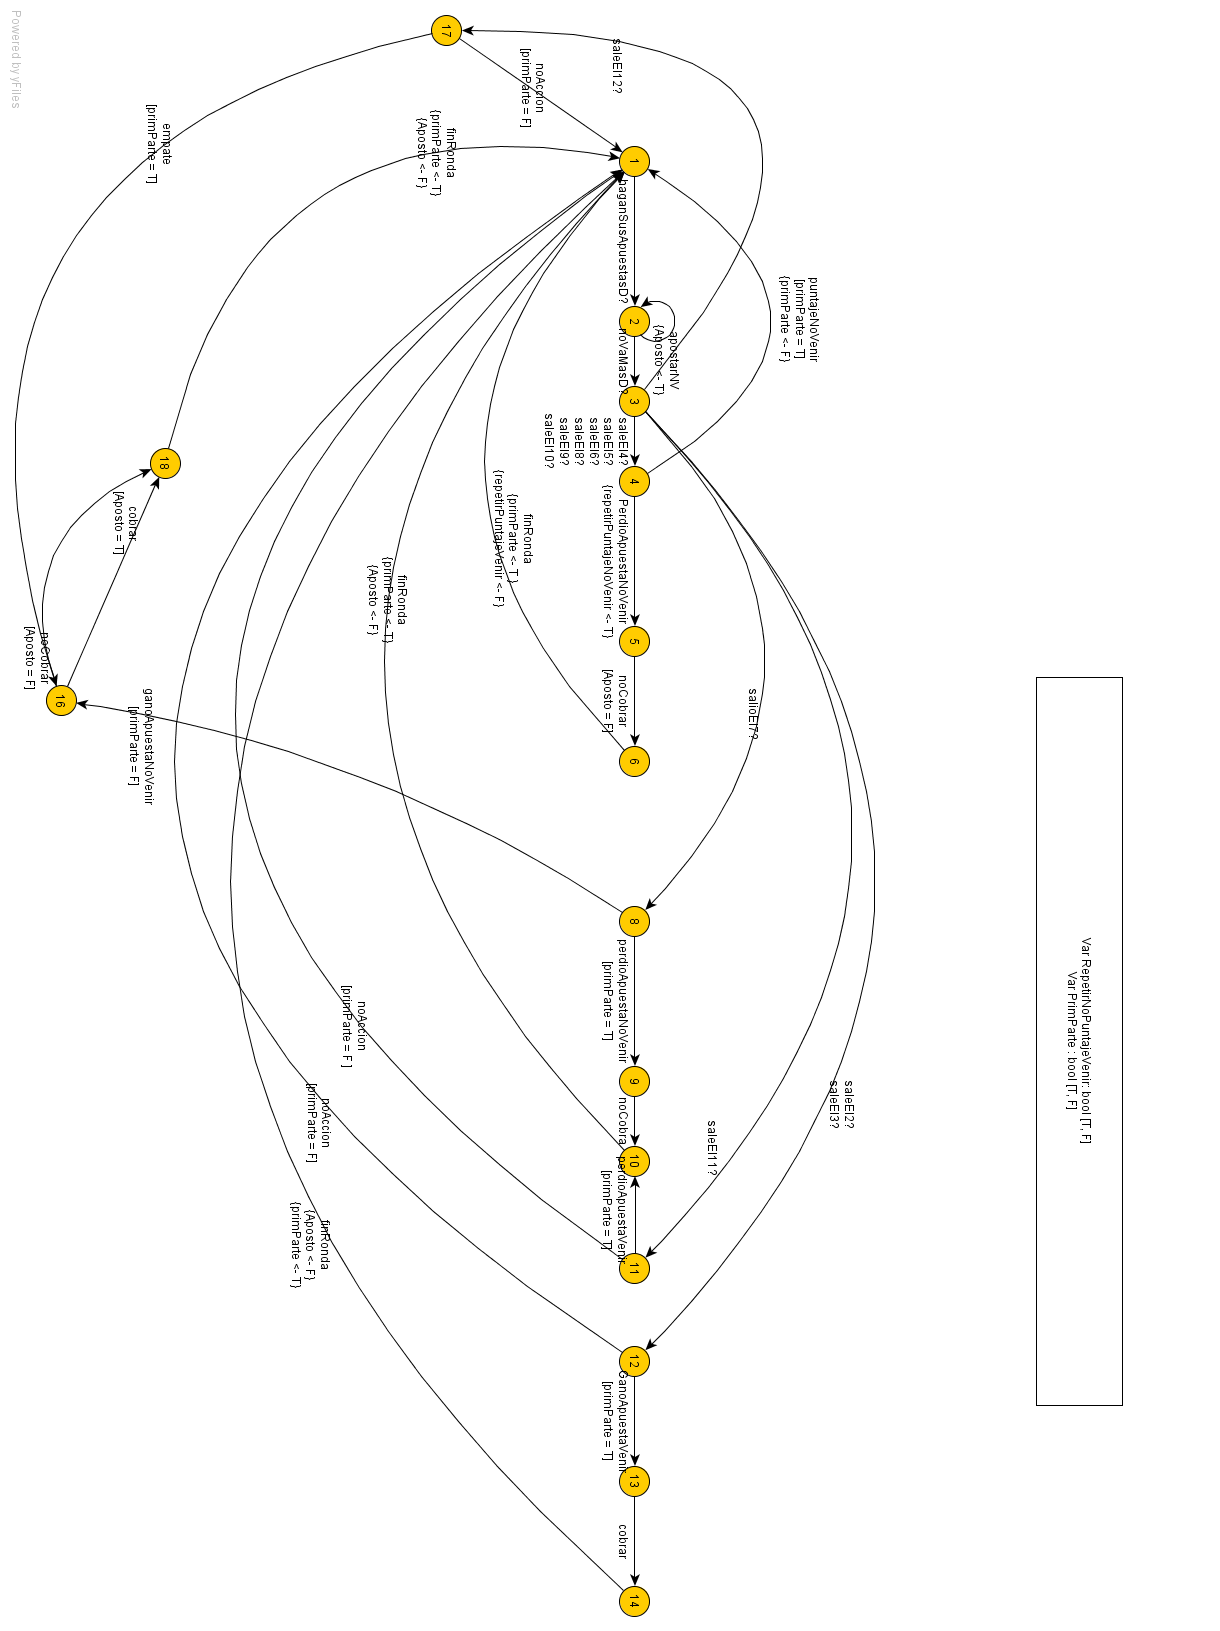 Powered by yFiles
17
saleEl12?
noAccion
[primParte = F]
empate
[primParte = T]
finRonda
{primParte <- T}
{Aposto <- F}
1
haganSusApuestasD?
puntajeNoVenir
[primParte = T]
{primParte <- F}
2
apostarNV
{Aposto <- T}
noVaMasD?
3
saleEl4?
saleEl5?
saleEl6?
saleEl8?
saleEl9?
saleEl10?
4
18
PerdioApuestaNoVenir
{repetirPuntajeNoVenir <- T}
cobrar
[Aposto = T]
finRonda
{primParte <- T }
{repetirPuntajeVenir <- F}
finRonda
{primParte <- T}
{Aposto <- F}
5
noCobrar
[Aposto = F]
noCobrar
[Aposto = F]
16
6
ganoApuestaNoVenir
[primParte = F]
salioEl7?
8
perdioApuestaNoVenir
[primParte = T]
Var RepetirNoPuntajeVenir: bool [T, F]
Var PrimParte : bool [T, F]
noAccion
[primParte = F ]
9
noCobra
noAccion
[primParte = F]
saleEl2?
saleEl3?
saleEl11?
10
perdioApuestaVenir
[primParte = T]
finRonda
{Aposto <- F}
{primParte <- T}
11
12
GanoApuestaVenir
[primParte = T]
13
cobrar
14